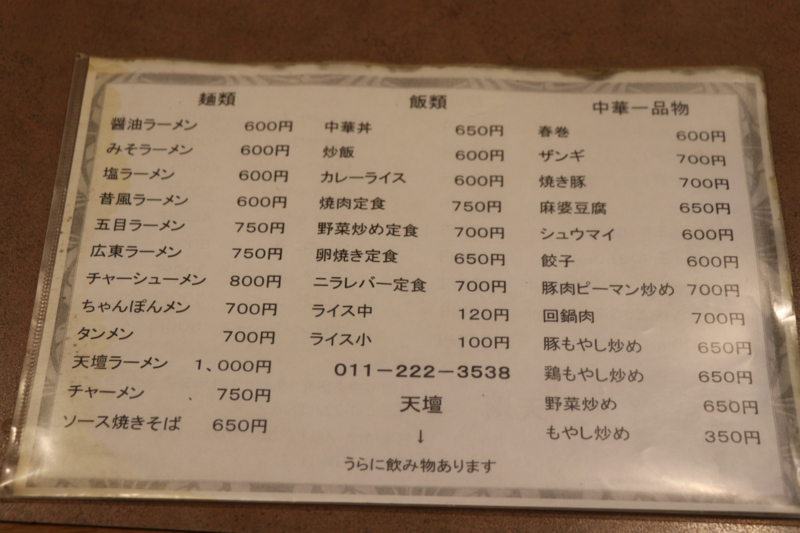 麺類
醤油ラーメン 600円
みそラーメン 600円
塩ラーメン 600円
昔風ラーメン 600円
五目ラーメン 750円
広東ラーメン 750円
チャーシューメン 800円
ちゃんぽんメン 700円
タンメン 700円
天壇ラーメン 1、000円
チャーメン 750円
ソース焼きそば 650円
飯類
中華丼 650円
炒飯 600円
カレーライス 600円
焼肉定食 750円
野菜炒め定食 700円
卵焼き定食 650円
ニラレバー定食 700円
ライス中 120円
ライス小 100円
011－222－3538
天壇
↓
うらに飲み物あります
中華一品物
春巻 600円
ザンギ 700円
焼き豚 700円
麻婆豆腐 650円
シュウマイ 600円
餃子 600円
豚肉ピーマン炒め 700円
回鍋肉 700円
豚もやし炒め 650円
鶏もやし炒め 650円
野菜炒め 650円
もやし炒め 350円